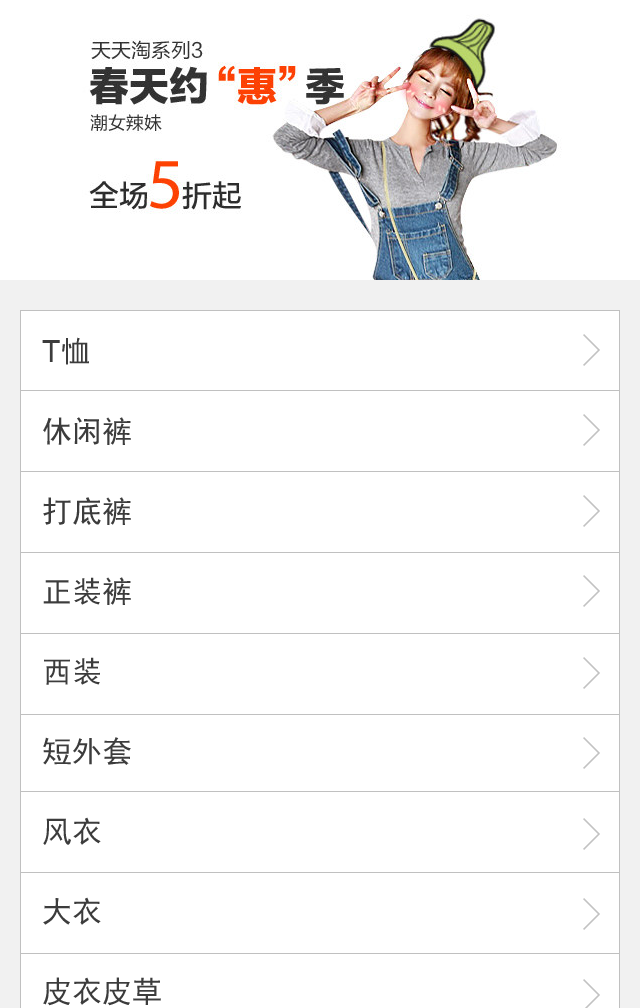 天天淘系列3
春天约“惠”季
潮女辣妹
全场5折起
T恤
休闲裤
打底裤
正装裤
西装
短外套
风衣
大衣
皮衣皮草